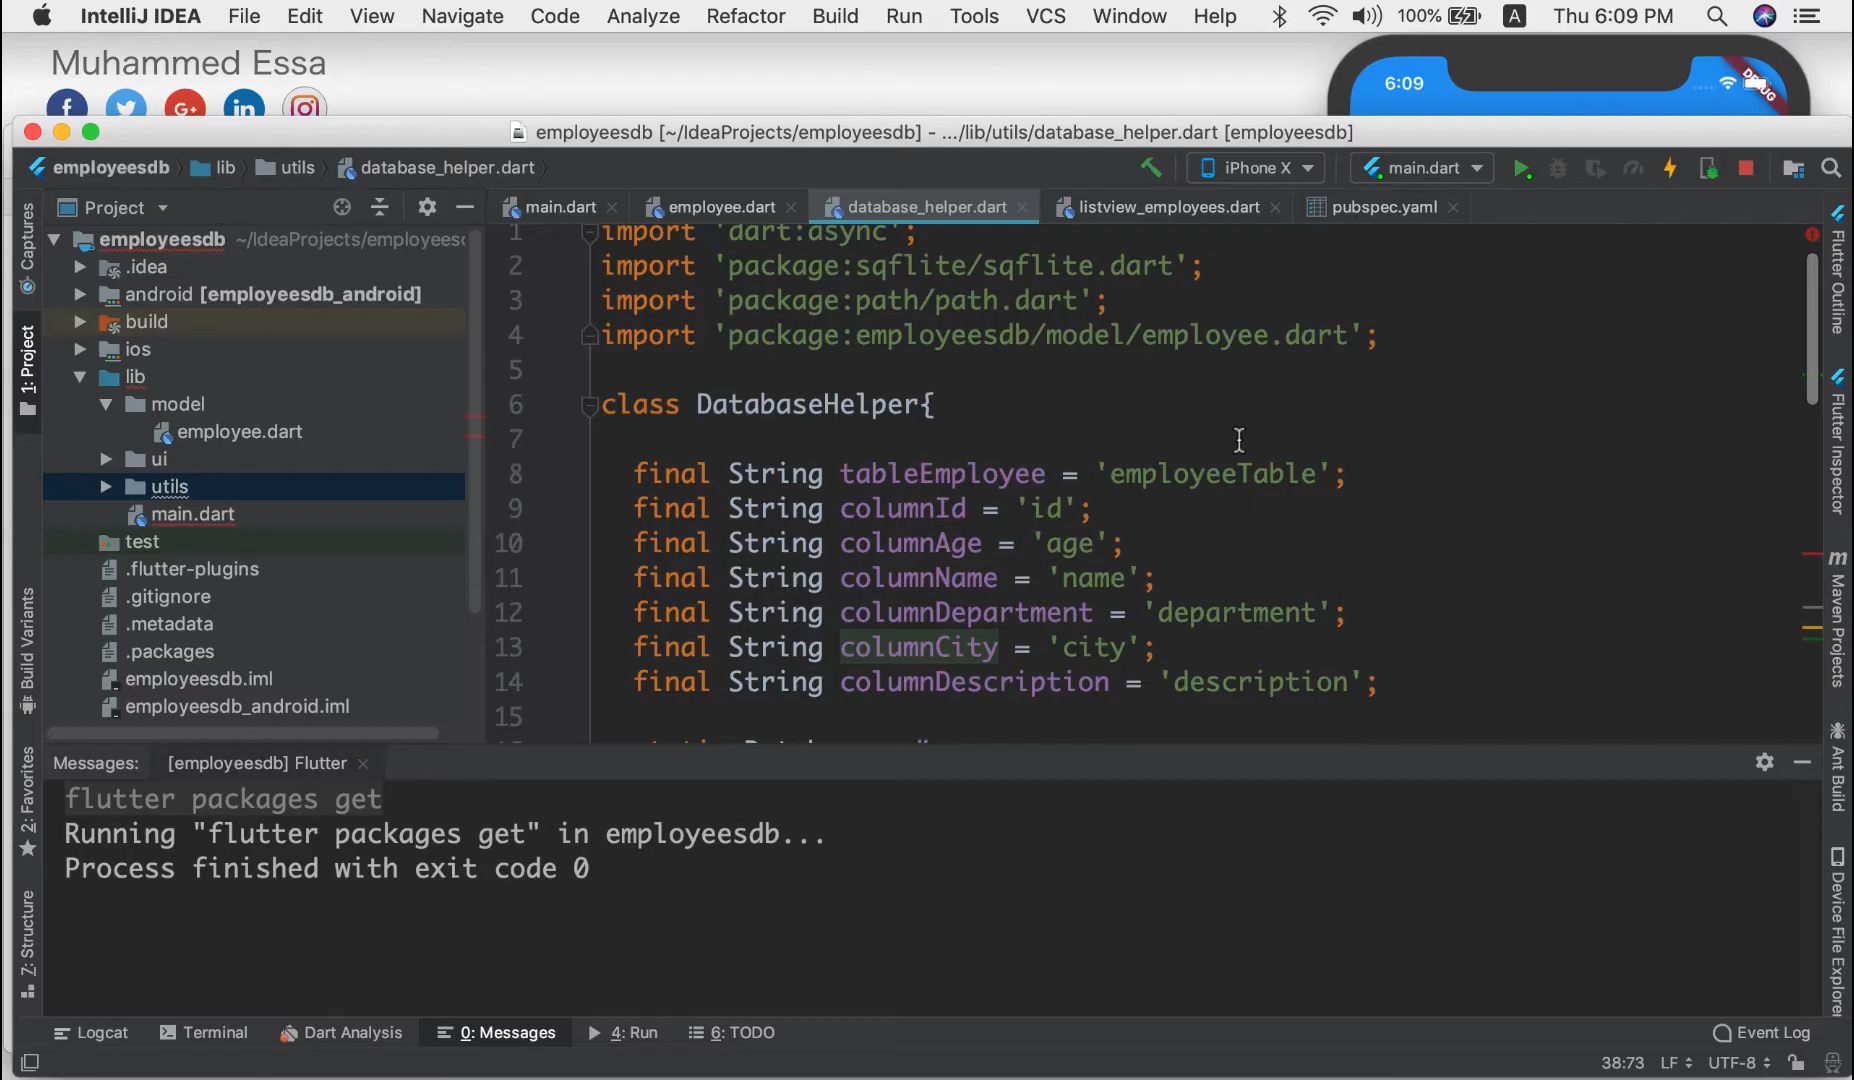 IntelliJ IDEA File Edit View Navigate Code Analyze Refactor Build Run Tools VCS Window Help 100% A Thu 6:09 PM
Muhammed Essa
6:09
DEBUG
employeesdb [~/IdeaProjects/employeesdb] - .../lib/utils/database_helper.dart [employeesdb]
employeesdb lib utils database_helper.dart iPhone X main.dart
Project
main.dart employee.dart database_helper.dart listview_employees.dart pubspec.yaml
Captures
1: Project
Build Variants
2: Favorites
7: Structure
employeesdb ~/IdeaProjects/employeesc
.idea
android [employeesdb_android]
build
ios
lib
model
employee.dart
ui
utils
main.dart
test
.flutter-plugins
.gitignore
.metadata
.packages
employeesdb.iml
employeesdb_android.iml
1 import 'dart:async';
2 import 'package:sqflite/sqflite.dart';
3 import 'package:path/path.dart';
4 import 'package:employeesdb/model/employee.dart';
5
6 class DatabaseHelper{
7
8 final String tableEmployee = 'employeeTable';
9 final String columnId = 'id';
10 final String columnAge = 'age';
11 final String columnName = 'name';
12 final String columnDepartment = 'department';
13 final String columnCity = 'city';
14 final String columnDescription = 'description';
15
Flutter Outline
Flutter Inspector
Maven Projects
Ant Build
Device File Explorer
Messages: [employeesdb] Flutter
flutter packages get
Running "flutter packages get" in employeesdb...
Process finished with exit code 0
Logcat Terminal Dart Analysis 0: Messages 4: Run 6: TODO Event Log
38:73 LF UTF-8